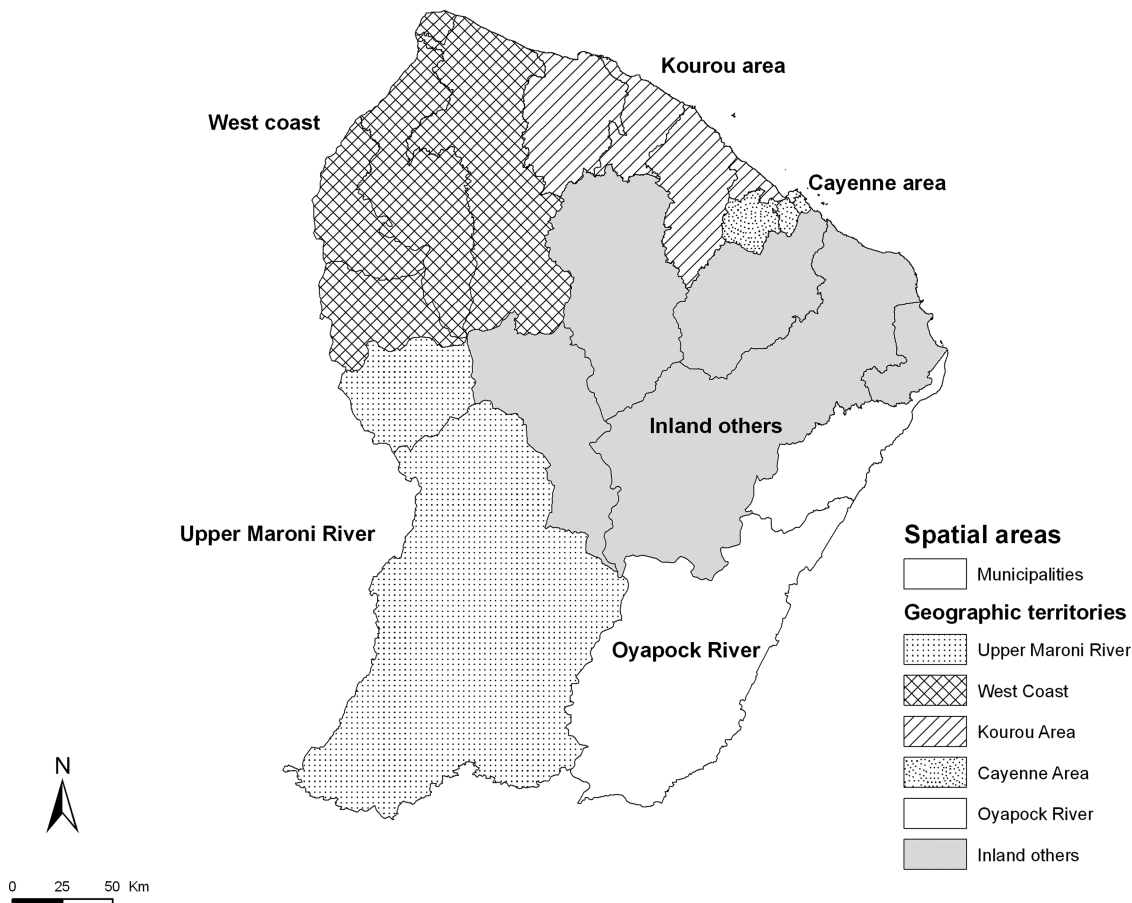 Kourou area
West coast
Cayenne area
Inland others
Upper Maroni River
Oyapock River
Spatial areas
Municipalities
Geographic territories
Upper Maroni River
West Coast
Kourou Area
Cayenne Area
Oyapock River
Inland others
N
0 25 50 Km